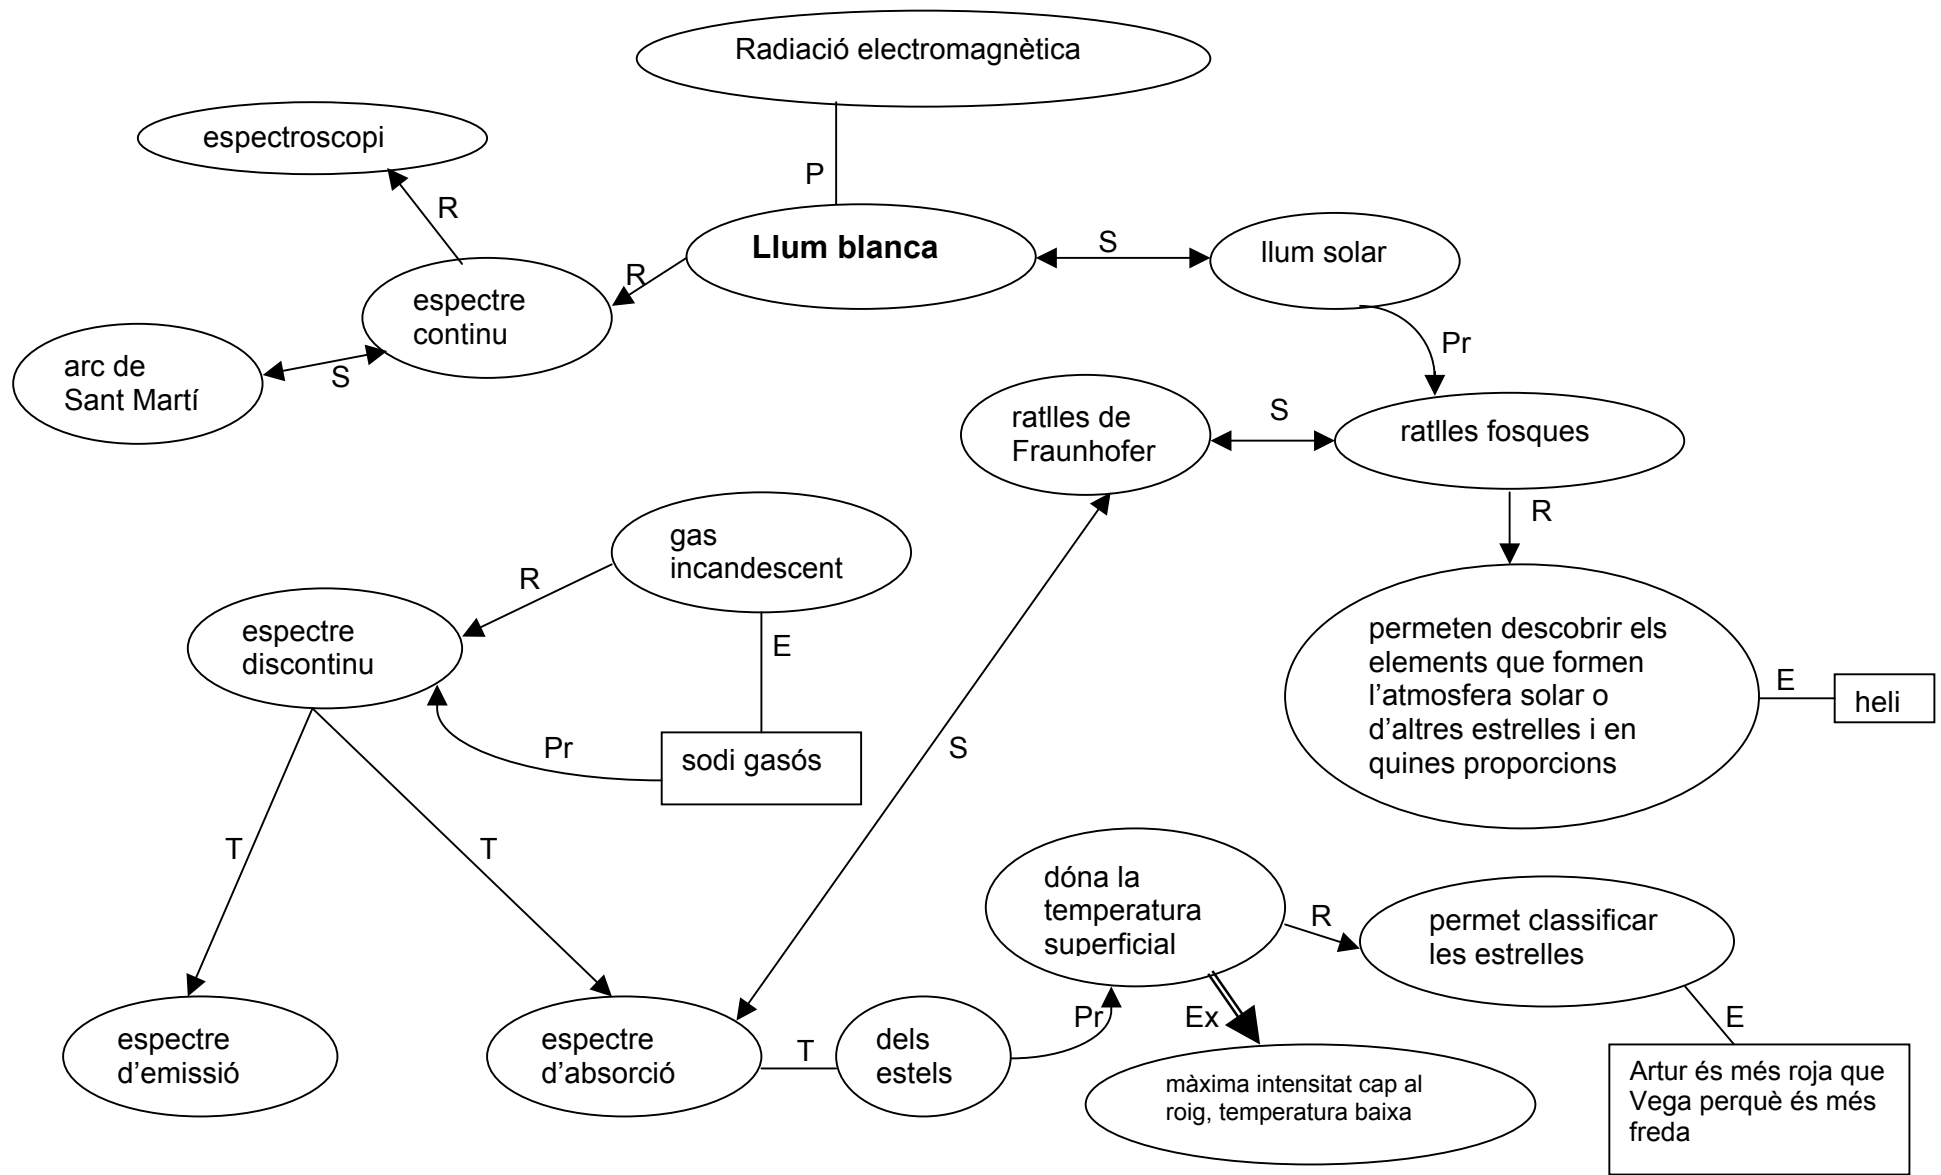 Radiació electromagnètica
espectroscopi
P
R
Llum blanca
S
llum solar
R
espectre
continu
Pr
arc de
Sant Martí
S
ratlles de
Fraunhofer
S
ratlles fosques
R
gas
incandescent
R
espectre
discontinu
E
permeten descobrir els
elements que formen
l’atmosfera solar o
d’altres estrelles i en
quines proporcions
E
heli
Pr
sodi gasós
S
T
T
dóna la
temperatura
superficial
R
permet classificar
les estrelles
espectre
d’emissió
espectre
d’absorció
T
dels
estels
Pr
Ex
E
màxima intensitat cap al
roig, temperatura baixa
Artur és més roja que
Vega perquè és més
freda